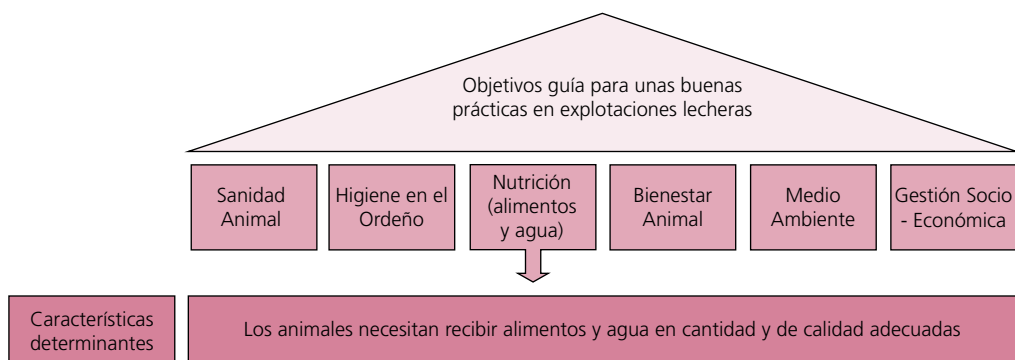 Objetivos guía para unas buenas
prácticas en explotaciones lecheras
Sanidad
Animal
Higiene en el
Ordeño
Nutrición
(alimentos
y agua)
Bienestar
Animal
Medio
Ambiente
Gestión Socio
- Económica
Características
determinantes
Los animales necesitan recibir alimentos y agua en cantidad y de calidad adecuadas